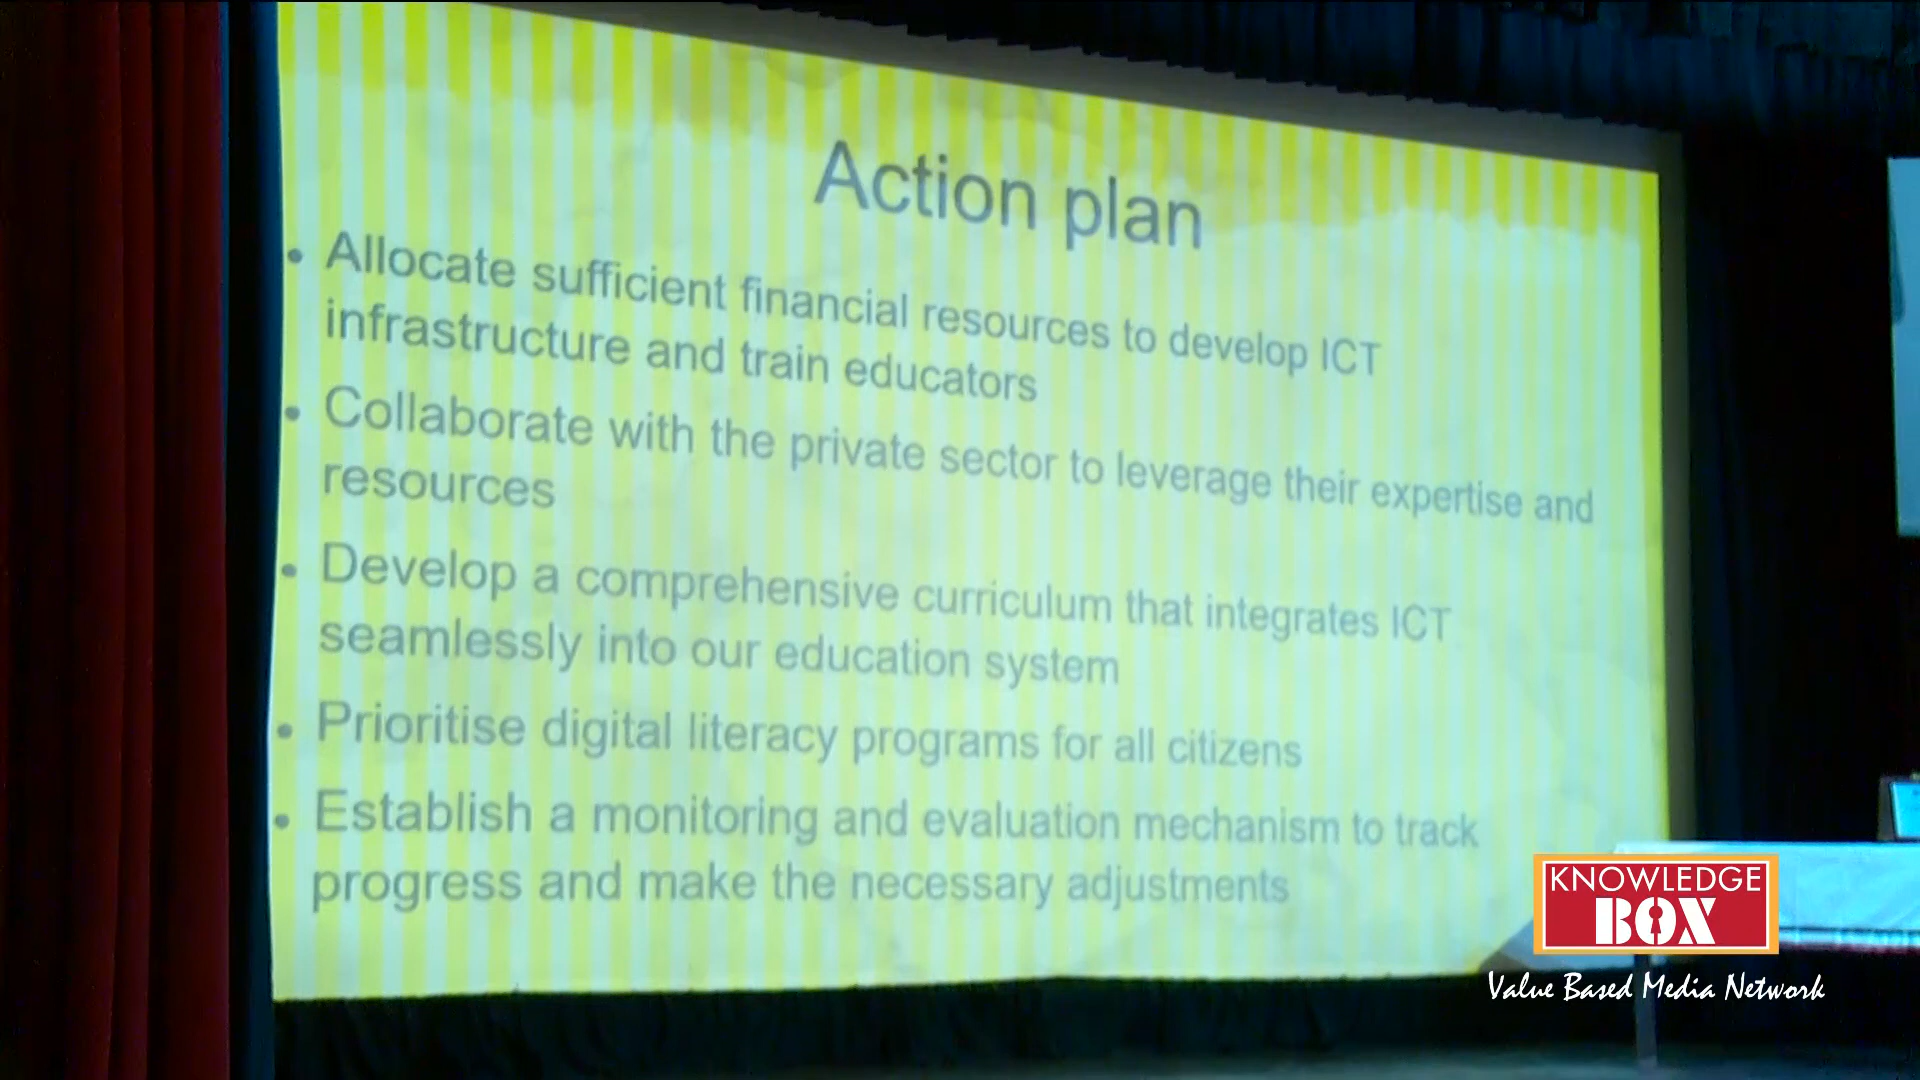 Action plan
• Allocate sufficient financial resources to develop ICT
infrastructure and train educators
• Collaborate with the private sector to leverage their expertise and
resources
• Develop a comprehensive curriculum that integrates ICT
seamlessly into our education system
• Prioritise digital literacy programs for all citizens
• Establish a monitoring and evaluation mechanism to track
progress and make the necessary adjustments
KNOWLEDGE
BOX
Value Based Media Network